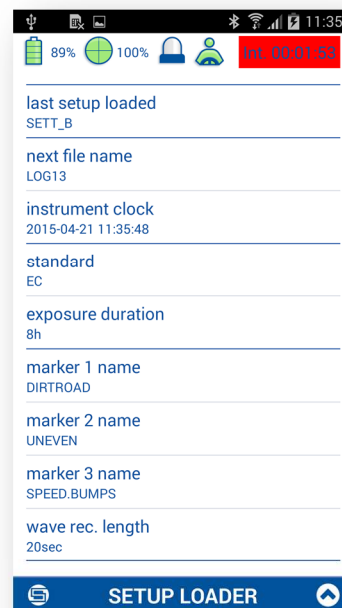 11:35
89%
100%
Int. 00:01:53
last setup loaded
SETT_B
next file name
LOG13
instrument clock
2015-04-21 11:35:48
standard
EC
exposure duration
8h
marker 1 name
DIRTROAD
marker 2 name
UNEVEN
marker 3 name
SPEED.BUMPS
wave rec. length
20sec
SETUP LOADER